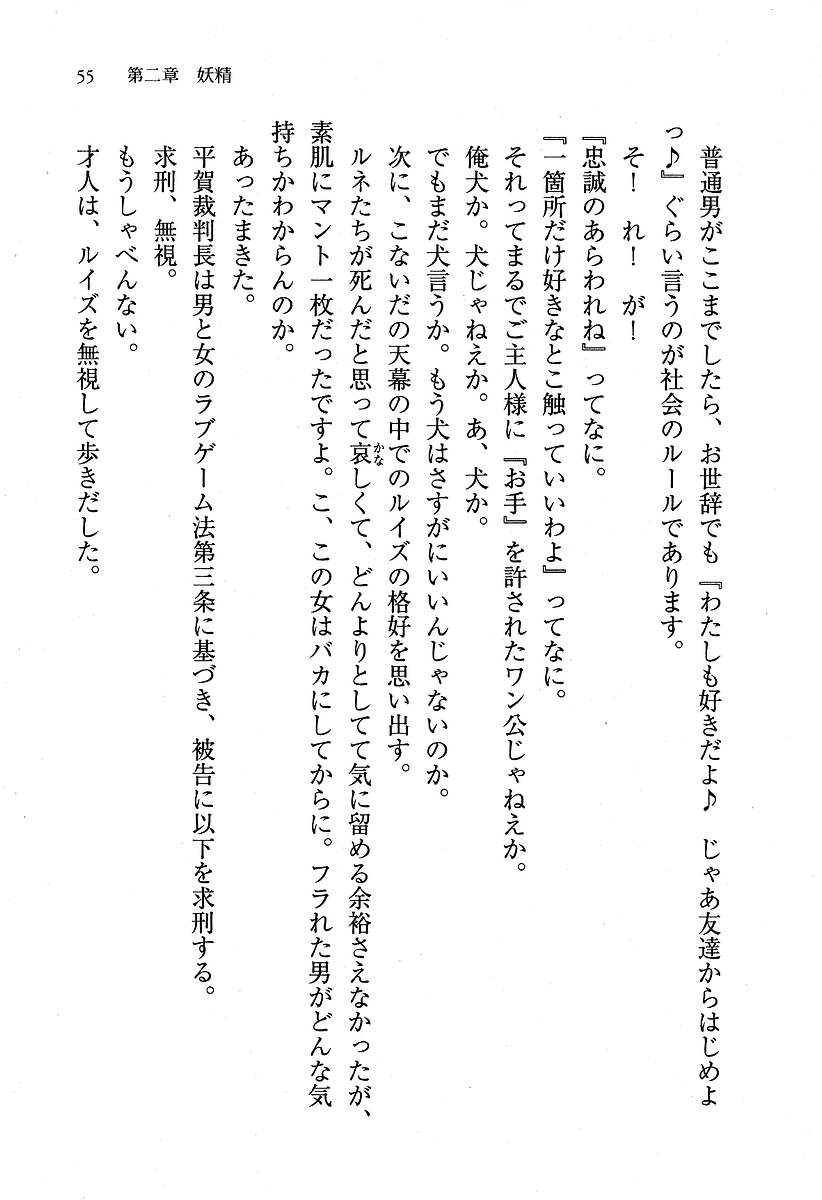 55　第二章　妖精
　普通男がここまでしたら、お世辞でも『わたしも好きだよ♪　じゃあ友達からはじめよ
っ♪』ぐらい言うのが社会のルールであります。
　そ！　れ！　が！
『忠誠のあらわれね』ってなに。
『一箇所だけ好きなとこ触っていいわよ』ってなに。
　それってまるでご主人様に『お手』を許されたワン公じゃねえか。
　俺犬か。犬じゃねえか。あ、犬か。
　でもまだ犬言うか。もう犬はさすがにいいんじゃないのか。
　次に、こないだの天幕の中でのルイズの格好を思い出す。
　ルネたちが死んだと思って哀しくて、どんよりとしてて気に留める余裕さえなかったが、
素肌にマント一枚だったですよ。こ、この女はバカにしてからに。フラれた男がどんな気
持ちかわからんのか。
　あったまきた。
　平賀裁判長は男と女のラブゲーム法第三条に基づき、被告に以下を求刑する。
　求刑、無視。
　もうしゃべんない。
　才人は、ルイズを無視して歩きだした。